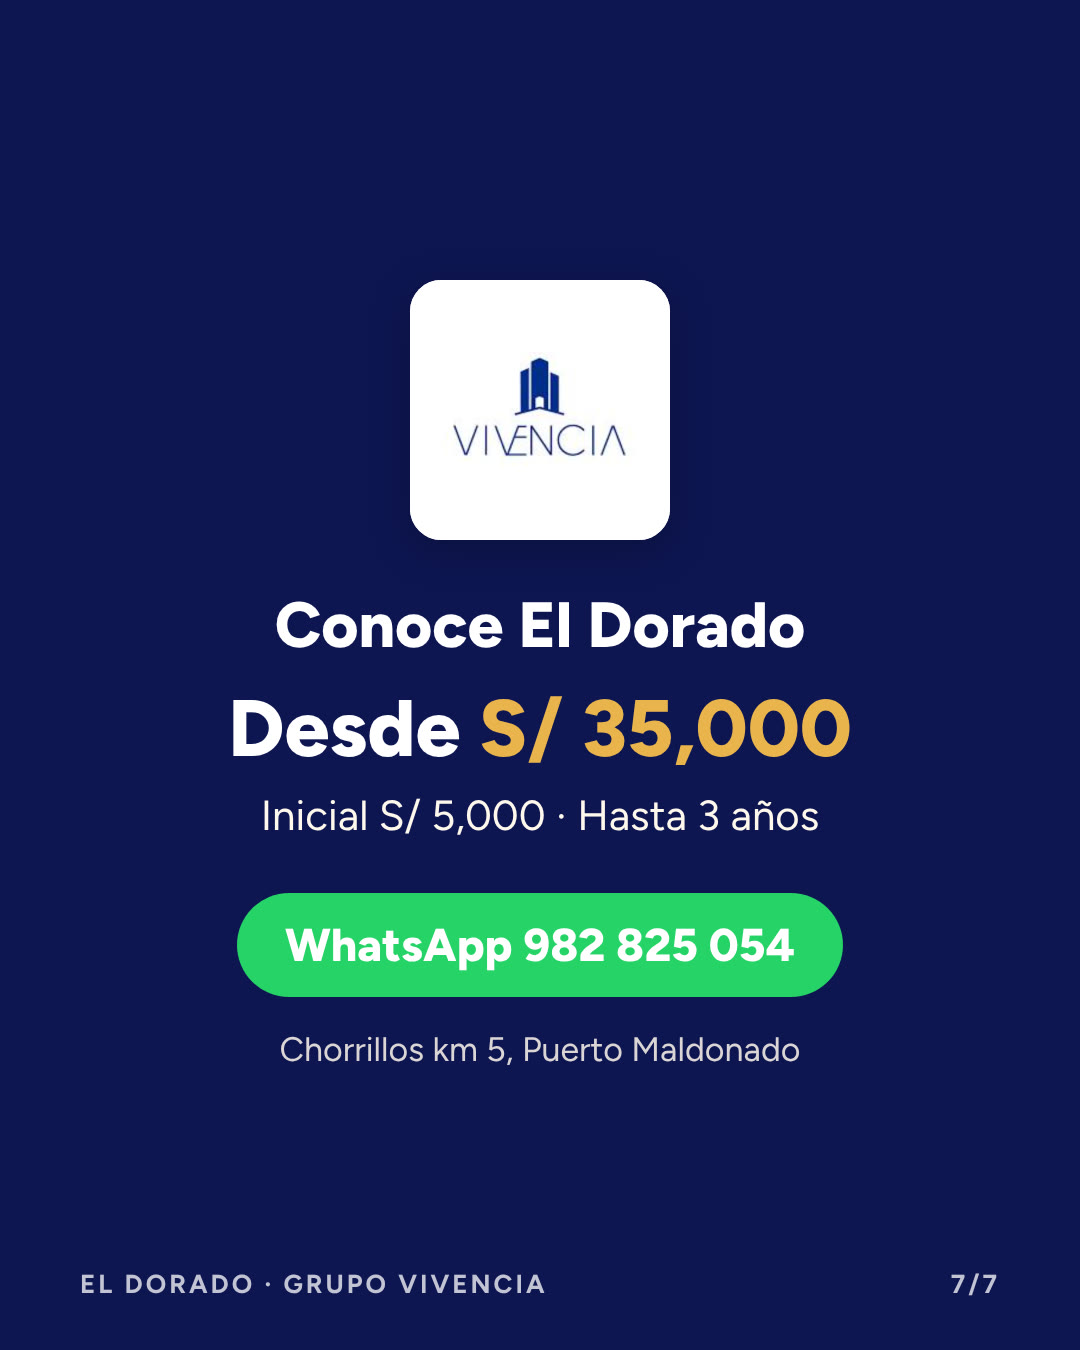 VIVENCIA
Conoce El Dorado
Desde S/ 35,000
Inicial S/ 5,000 · Hasta 3 años
WhatsApp 982 825 054
Chorrillos km 5, Puerto Maldonado
EL DORADO · GRUPO VIVENCIA
7/7